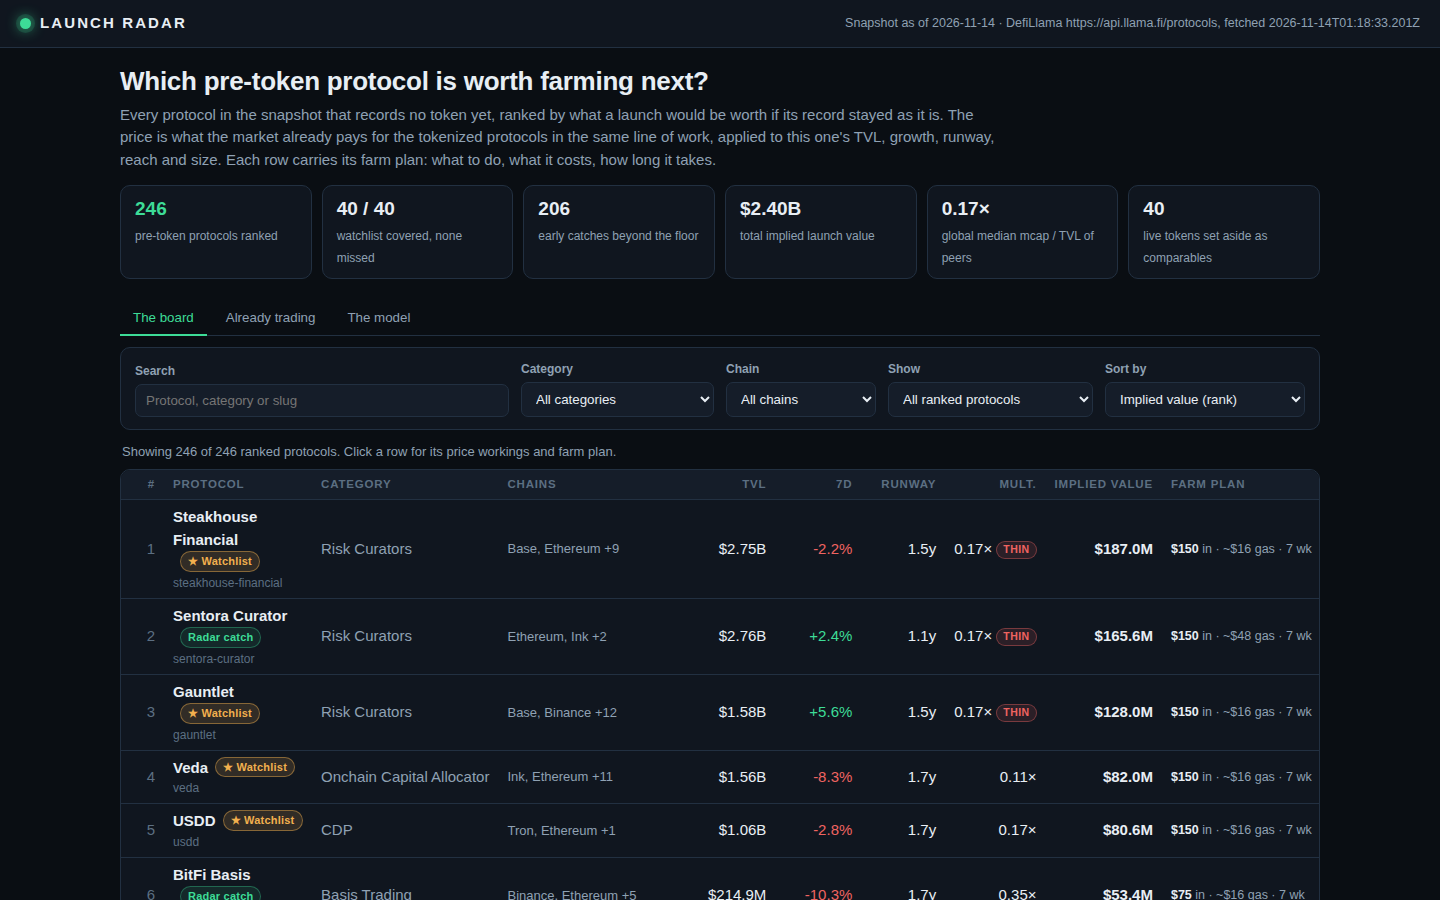 LAUNCH RADAR
Snapshot as of 2026-11-14 · DefiLlama https://api.llama.fi/protocols, fetched 2026-11-14T01:18:33.201Z
Which pre-token protocol is worth farming next?
Every protocol in the snapshot that records no token yet, ranked by what a launch would be worth if its record stayed as it is. The
price is what the market already pays for the tokenized protocols in the same line of work, applied to this one's TVL, growth, runway,
reach and size. Each row carries its farm plan: what to do, what it costs, how long it takes.
246
pre-token protocols ranked
40 / 40
watchlist covered, none
missed
206
early catches beyond the floor
$2.40B
total implied launch value
0.17×
global median mcap / TVL of
peers
40
live tokens set aside as
comparables
The board
Already trading
The model
Search
Category
Chain
Show
Sort by
Protocol, category or slug
All categories
All chains
All ranked protocols
Implied value (rank)
Showing 246 of 246 ranked protocols. Click a row for its price workings and farm plan.
# PROTOCOL CATEGORY CHAINS TVL 7D RUNWAY MULT. IMPLIED VALUE FARM PLAN
Steakhouse
Financial
★ Watchlist
steakhouse-financial
1 Risk Curators Base, Ethereum +9 $2.75B -2.2% 1.5y 0.17× THIN $187.0M $150 in · ~$16 gas · 7 wk
Sentora Curator
Radar catch
sentora-curator
2 Risk Curators Ethereum, Ink +2 $2.76B +2.4% 1.1y 0.17× THIN $165.6M $150 in · ~$48 gas · 7 wk
Gauntlet
★ Watchlist
gauntlet
3 Risk Curators Base, Binance +12 $1.58B +5.6% 1.5y 0.17× THIN $128.0M $150 in · ~$16 gas · 7 wk
Veda ★ Watchlist
veda
4 Onchain Capital Allocator Ink, Ethereum +11 $1.56B -8.3% 1.7y 0.11× $82.0M $150 in · ~$16 gas · 7 wk
USDD ★ Watchlist
usdd
5 CDP Tron, Ethereum +1 $1.06B -2.8% 1.7y 0.17× $80.6M $150 in · ~$16 gas · 7 wk
BitFi Basis
Radar catch
6 Basis Trading Binance, Ethereum +5 $214.9M -10.3% 1.7y 0.35× $53.4M $75 in · ~$16 gas · 7 wk